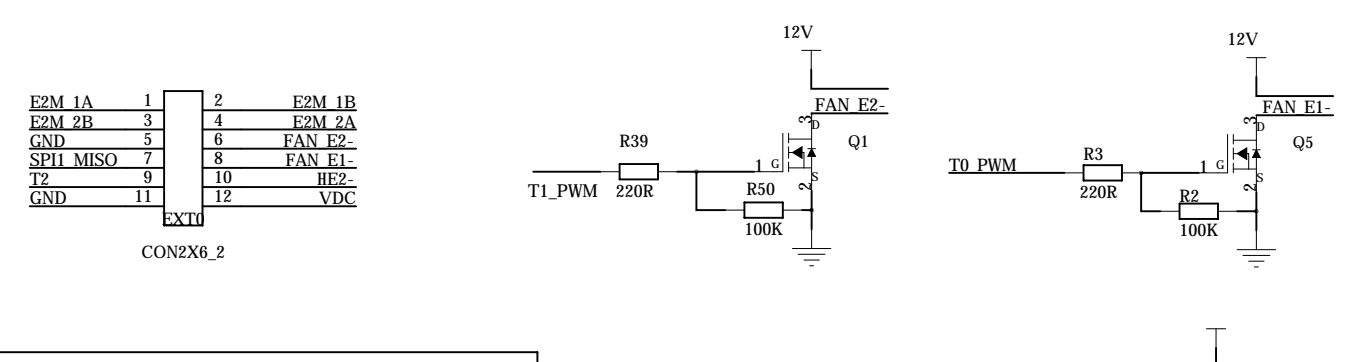 E2M_1A 1 2 E2M_1B
E2M_2B 3 4 E2M_2A
GND 5 6 FAN_E2-
SPI1_MISO 7 8 FAN_E1-
T2 9 10 HE2-
GND 11 12 VDC
EXT0
CON2X6_2
12V
FAN_E2-
3
D
Q1
R39
1 G
T1_PWM
220R
S
2
R50
100K
12V
FAN_E1-
3
D
Q5
R3
1 G
T0_PWM
220R
S
2
R2
100K